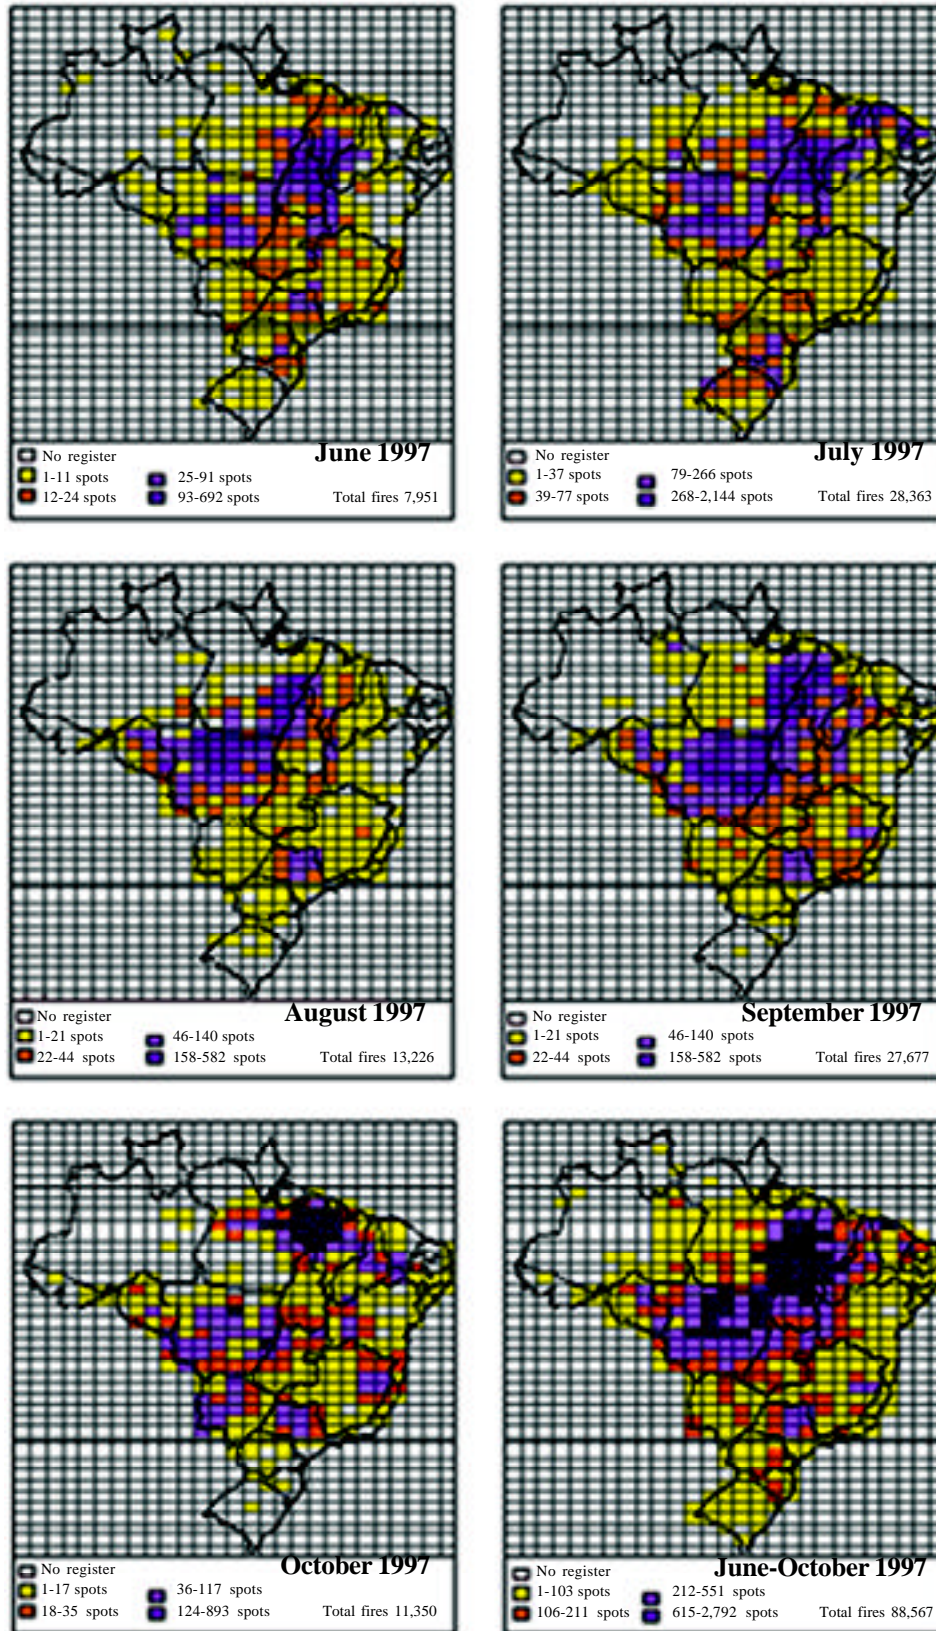 June 1997
No register
1-11 spots 25-91 spots
12-24 spots 93-692 spots Total fires 7,951
July 1997
No register
1-37 spots 79-266 spots
39-77 spots 268-2,144 spots Total fires 28,363
August 1997
No register
1-21 spots 46-140 spots
22-44 spots 158-582 spots Total fires 13,226
September 1997
No register
1-21 spots 46-140 spots
22-44 spots 158-582 spots Total fires 27,677
October 1997
No register
1-17 spots 36-117 spots
18-35 spots 124-893 spots Total fires 11,350
June-October 1997
No register
1-103 spots 212-551 spots
106-211 spots 615-2,792 spots Total fires 88,567